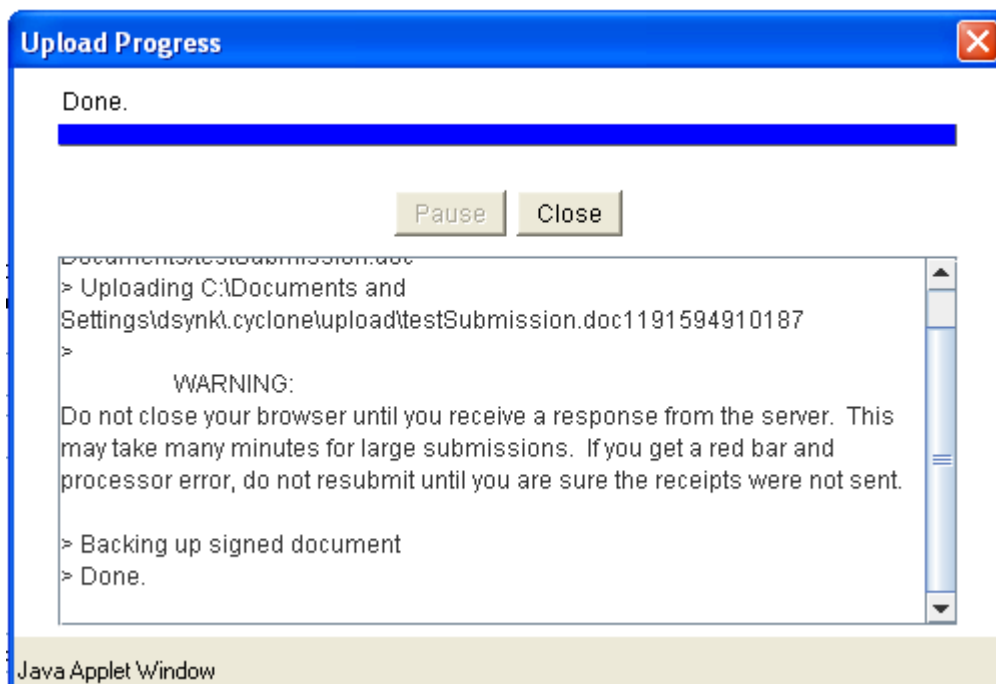 Upload Progress
Done.
Pause Close
Documents\testSubmission.doc
> Uploading C:\Documents and
Settings\dsynk\.cyclone\upload\testSubmission.doc1191594910187
>
WARNING:
Do not close your browser until you receive a response from the server. This
may take many minutes for large submissions. If you get a red bar and
processor error, do not resubmit until you are sure the receipts were not sent.
> Backing up signed document
> Done.
Java Applet Window